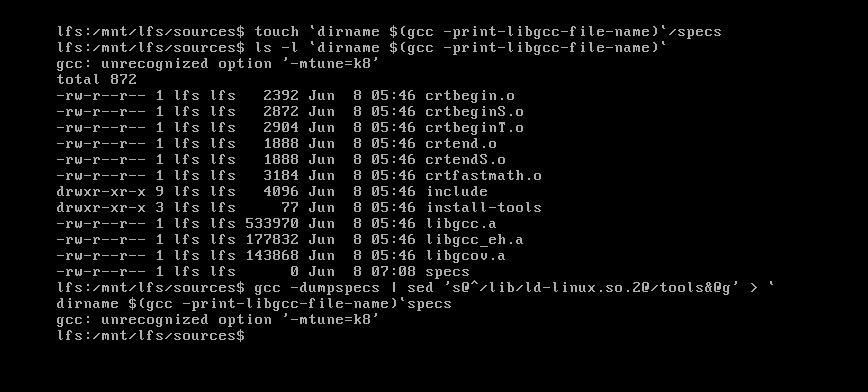 lfs:/mnt/lfs/sources$ touch `dirname $(gcc -print-libgcc-file-name)`/specs
lfs:/mnt/lfs/sources$ ls -l `dirname $(gcc -print-libgcc-file-name)`
gcc: unrecognized option '-mtune=k8'
total 872
-rw-r--r-- 1 lfs lfs   2392 Jun  8 05:46 crtbegin.o
-rw-r--r-- 1 lfs lfs   2872 Jun  8 05:46 crtbeginS.o
-rw-r--r-- 1 lfs lfs   2904 Jun  8 05:46 crtbeginT.o
-rw-r--r-- 1 lfs lfs   1888 Jun  8 05:46 crtend.o
-rw-r--r-- 1 lfs lfs   1888 Jun  8 05:46 crtendS.o
-rw-r--r-- 1 lfs lfs   3184 Jun  8 05:46 crtfastmath.o
drwxr-xr-x 9 lfs lfs   4096 Jun  8 05:46 include
drwxr-xr-x 3 lfs lfs     77 Jun  8 05:46 install-tools
-rw-r--r-- 1 lfs lfs 533970 Jun  8 05:46 libgcc.a
-rw-r--r-- 1 lfs lfs 177832 Jun  8 05:46 libgcc_eh.a
-rw-r--r-- 1 lfs lfs 143868 Jun  8 05:46 libgcov.a
-rw-r--r-- 1 lfs lfs      0 Jun  8 07:08 specs
lfs:/mnt/lfs/sources$ gcc -dumpspecs | sed 's@^/lib/ld-linux.so.2@/tools&@g' > `
dirname $(gcc -print-libgcc-file-name)`specs
gcc: unrecognized option '-mtune=k8'
lfs:/mnt/lfs/sources$